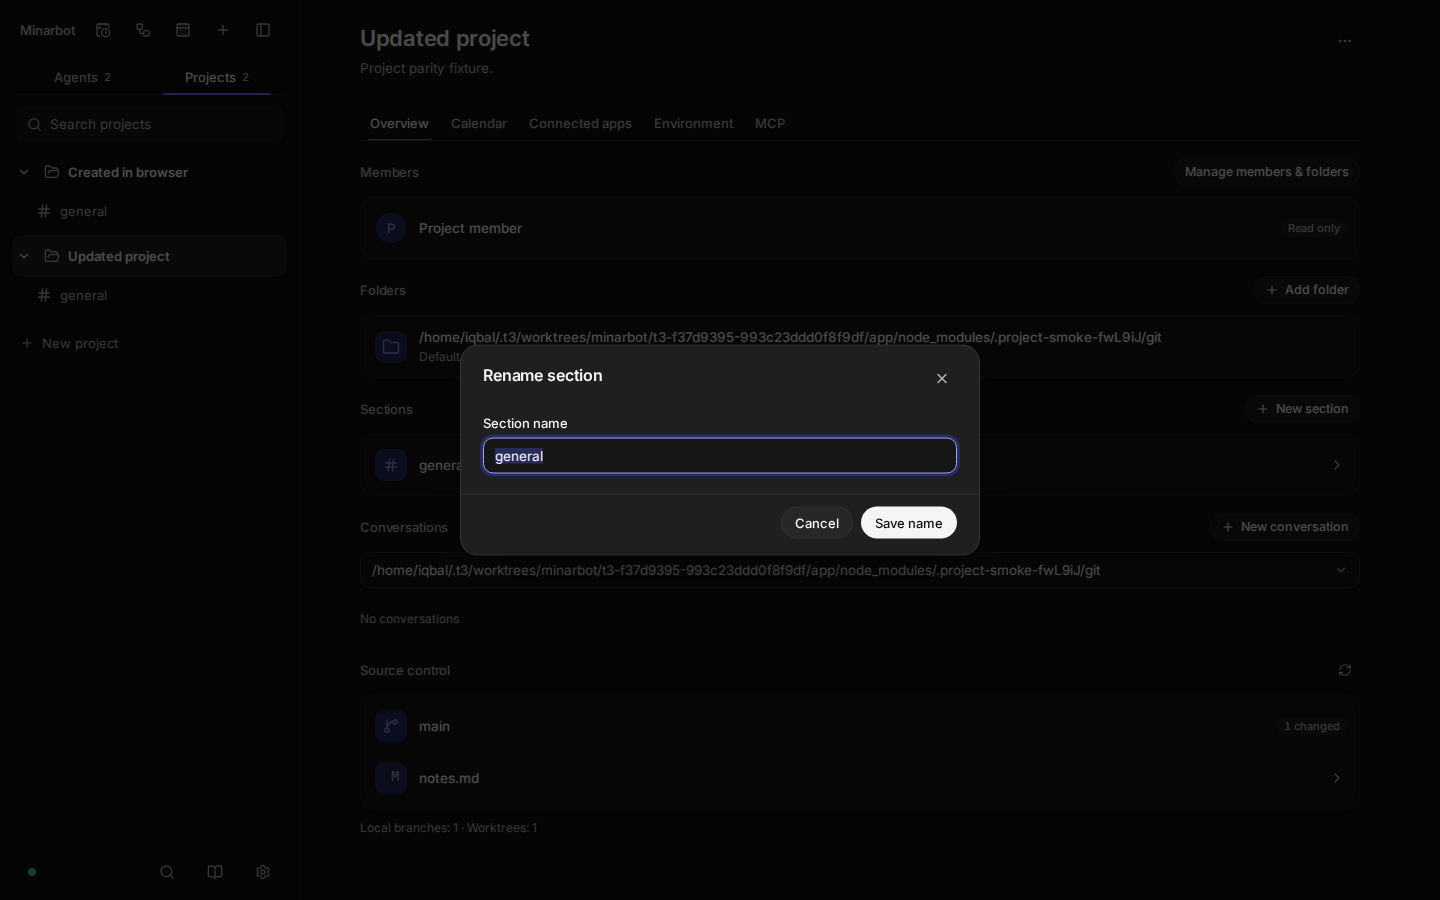 Minarbot
Agents 2
Projects 2
Search projects
Created in browser
general
Updated project
general
New project
Updated project
Project parity fixture.
Overview
Calendar
Connected apps
Environment
MCP
Members
Manage members & folders
P
Project member
Read only
Folders
Add folder
/home/iqbal/.t3/worktrees/minarbot/t3-f37d9395-993c23ddd0f8f9df/app/node_modules/.project-smoke-fwL9iJ/git
Default
Sections
New section
genera
Rename section
Section name
general
Cancel
Save name
Conversations
New conversation
/home/iqbal/.t3/worktrees/minarbot/t3-f37d9395-993c23ddd0f8f9df/app/node_modules/.project-smoke-fwL9iJ/git
No conversations
Source control
main
1 changed
M
notes.md
Local branches: 1 · Worktrees: 1